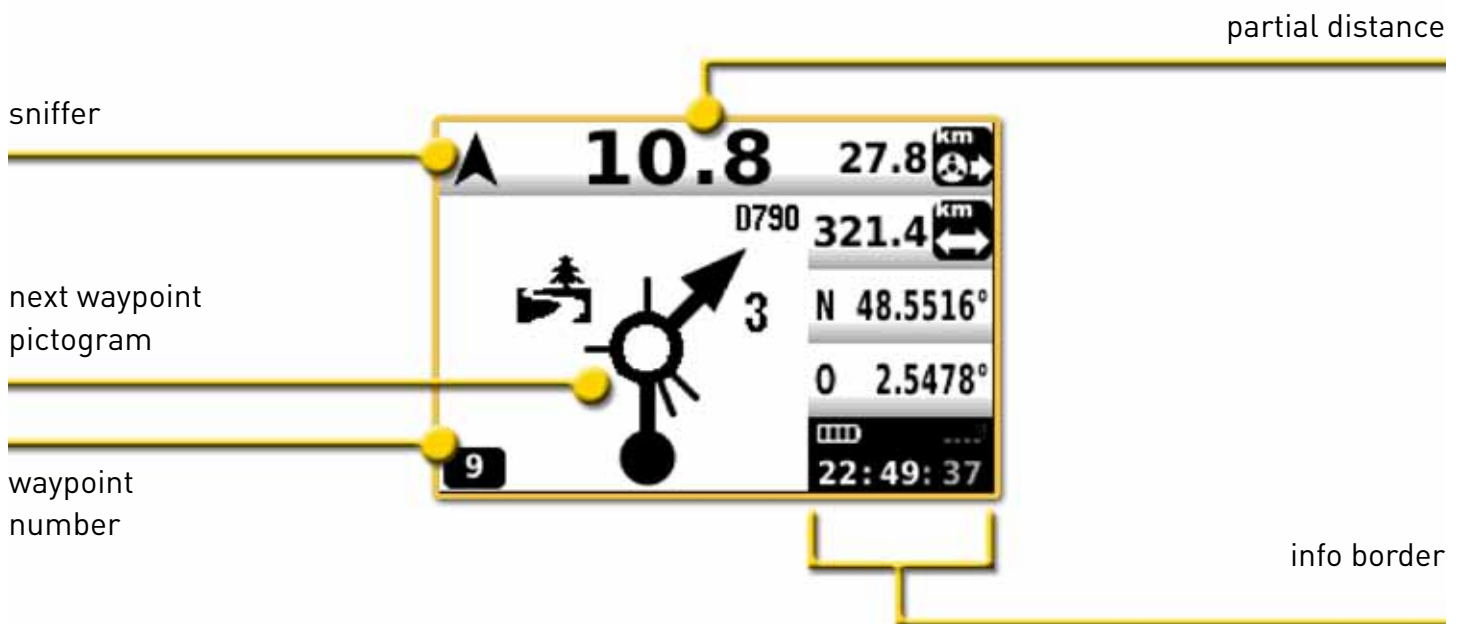 partial distance
sniffer
10.8
27.8 km
D790
321.4 km
next waypoint
pictogram
3
N 48.5516°
O 2.5478°
9
22:49:37
waypoint
number
info border